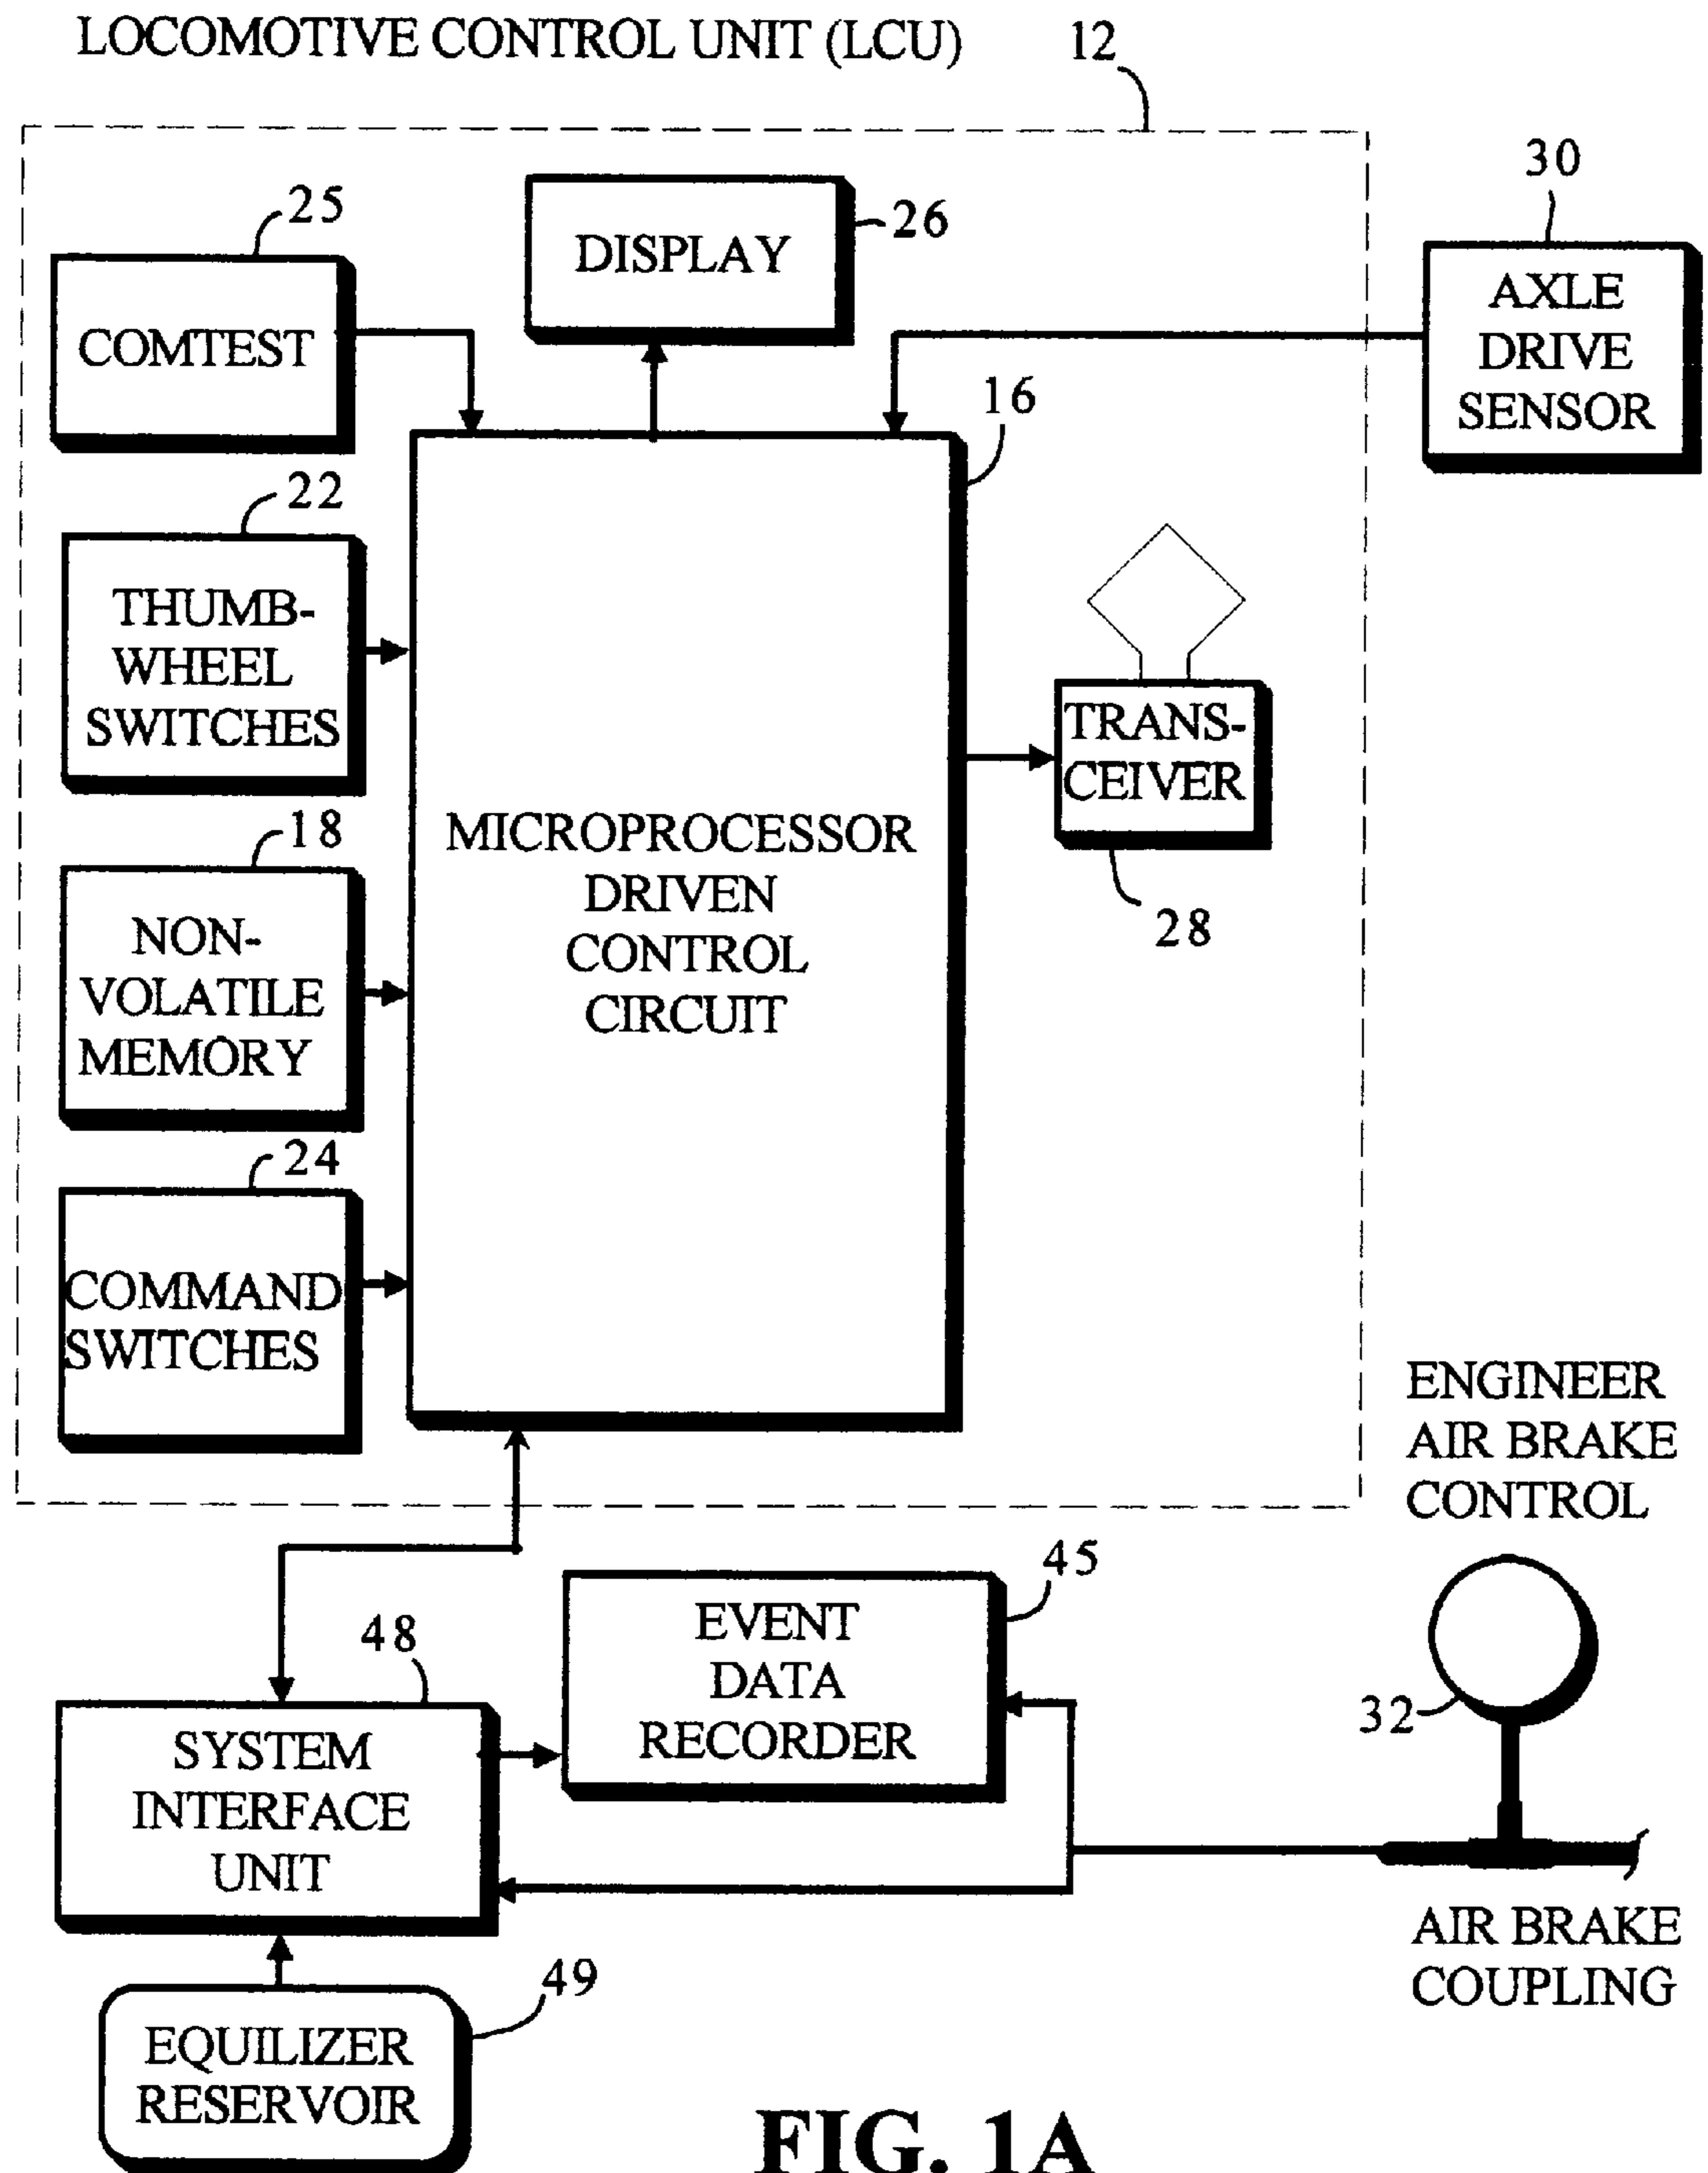 LOCOMOTIVE CONTROL UNIT (LCU)
12
30
25
26
DISPLAY
COMTEST
AXLE
DRIVE
SENSOR
16
22
THUMB-
WHEEL
SWITCHES
TRANS-
CEIVER
28
18
NON-
VOLATILE
MEMORY
MICROPROCESSOR
DRIVEN
CONTROL
CIRCUIT
24
COMMAND
SWITCHES
ENGINEER
AIR BRAKE
CONTROL
45
EVENT
DATA
RECORDER
48
32
SYSTEM
INTERFACE
UNIT
AIR BRAKE
COUPLING
49
EQUILIZER
RESERVOIR
FIG. 1A